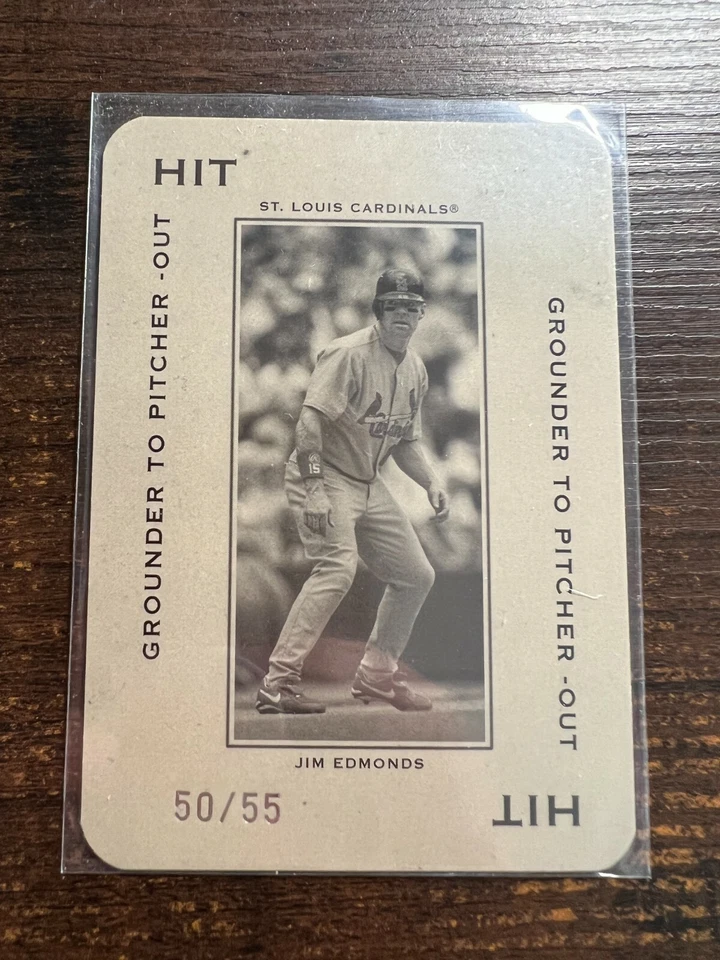 HIT
ST. LOUIS CARDINALS®
GROUNDER TO PITCHER -OUT
GROUNDER TO PITCHER -OUT
Cardinals
15
JIM EDMONDS
50/55
HIT